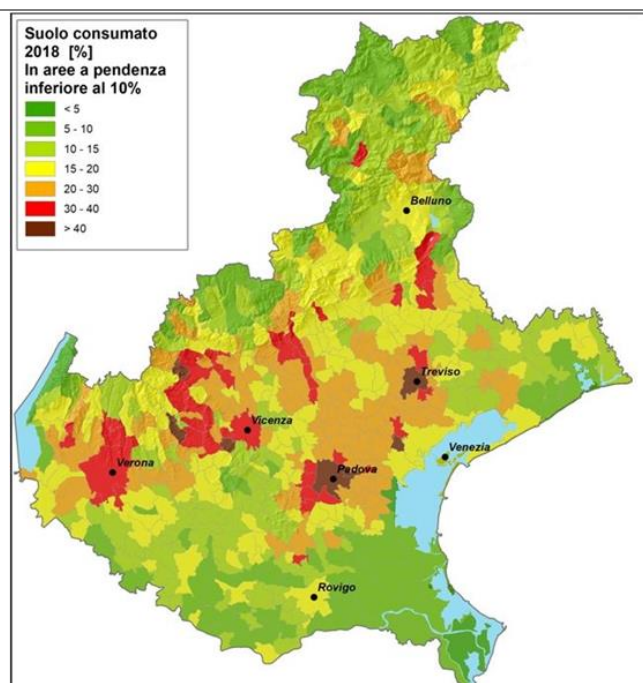 Suolo consumato
2018 [%]
In aree a pendenza
inferiore al 10%
< 5
5 - 10
10 - 15
15 - 20
20 - 30
30 - 40
> 40
Belluno
Treviso
Vicenza
Venezia
Verona
Padova
Rovigo